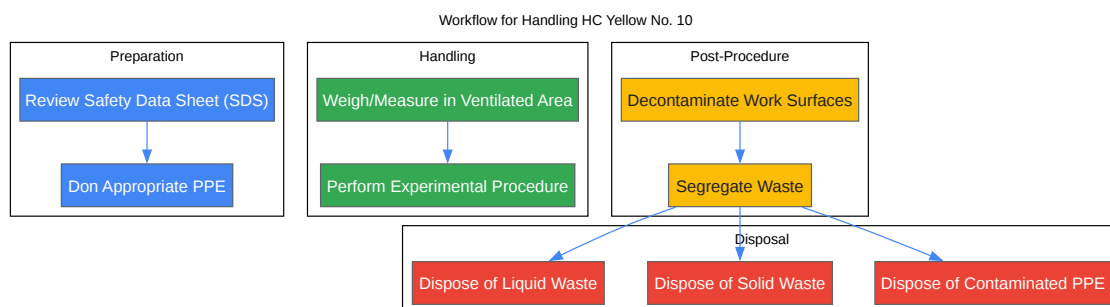 Workflow for Handling HC Yellow No. 10
Preparation
Review Safety Data Sheet (SDS)
Don Appropriate PPE
Handling
Weigh/Measure in Ventilated Area
Perform Experimental Procedure
Post-Procedure
Decontaminate Work Surfaces
Segregate Waste
Disposal
Dispose of Liquid Waste
Dispose of Solid Waste
Dispose of Contaminated PPE